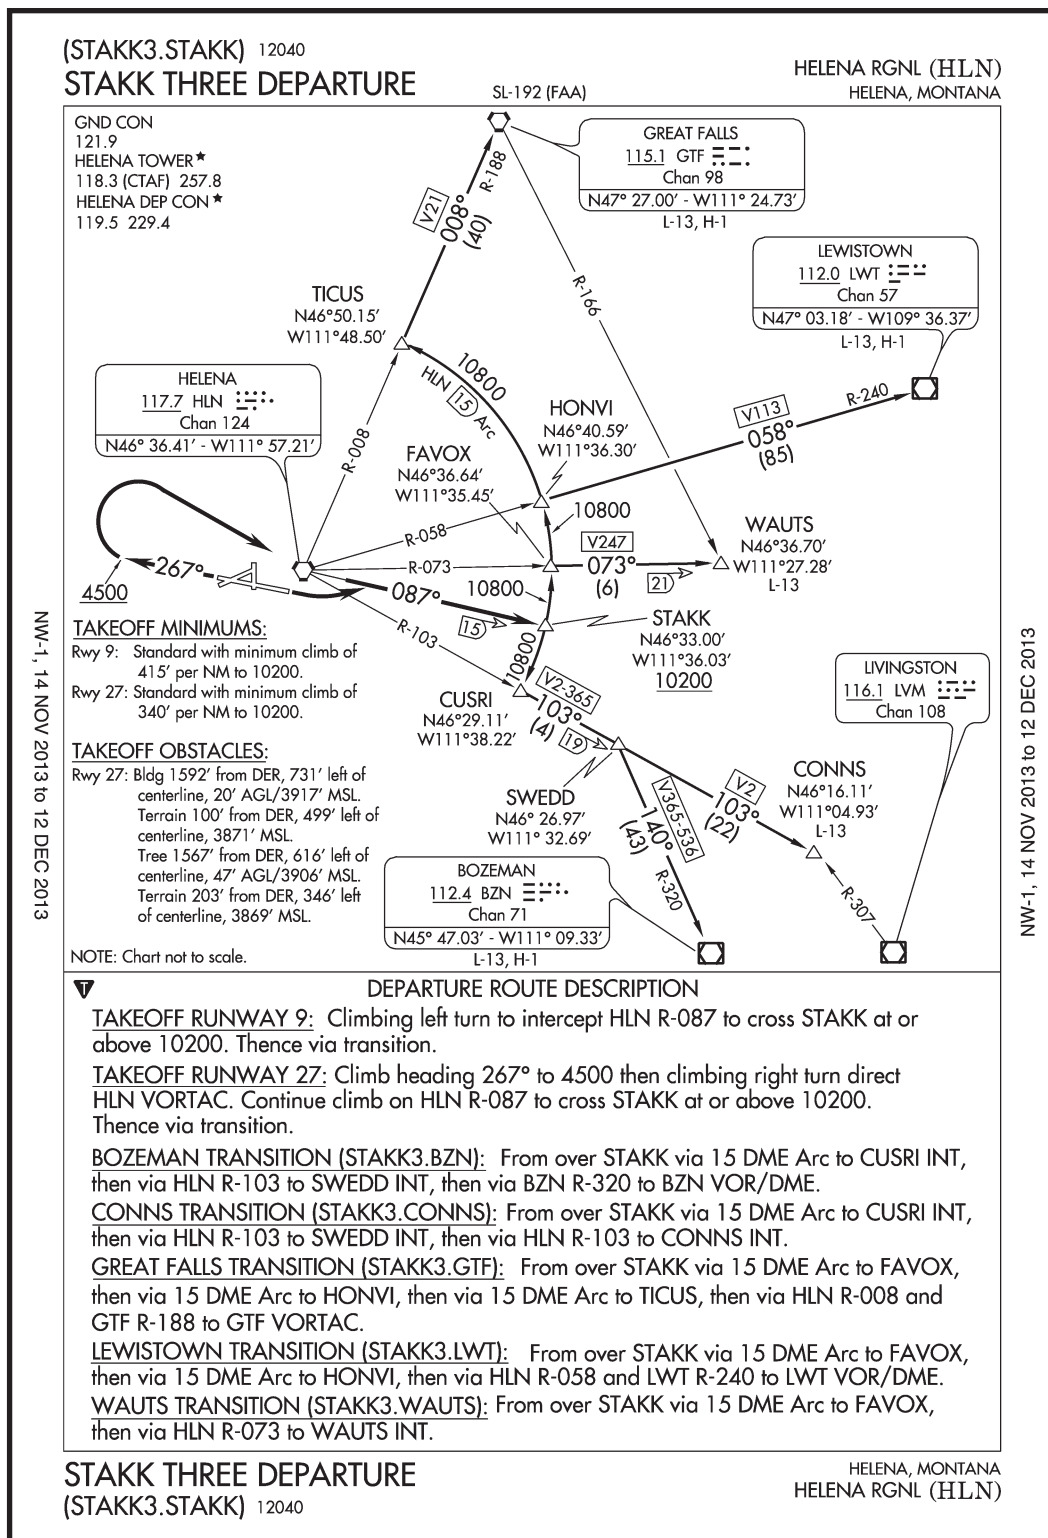 (STAKK3.STAKK) 12040
STAKK THREE DEPARTURE
SL-192 (FAA)
HELENA RGNL (HLN)
HELENA, MONTANA
GND CON
121.9
HELENA TOWER★
118.3 (CTAF) 257.8
HELENA DEP CON★
119.5 229.4
GREAT FALLS
115.1 GTF
Chan 98
N47° 27.00' - W111° 24.73'
L-13, H-1
R-188
V21
008°
(40)
LEWISTOWN
112.0 LWT
Chan 57
N47° 03.18' - W109° 36.37'
L-13, H-1
R-166
TICUS
N46°50.15'
W111°48.50'
HELENA
117.7 HLN
Chan 124
N46° 36.41' - W111° 57.21'
10800
HLN 15 Arc
R-008
HONVI
N46°40.59'
W111°36.30'
R-240
V113
058°
(85)
FAVOX
N46°36.64'
W111°35.45'
10800
R-058
WAUTS
N46°36.70'
W111°27.28'
L-13
V247
073°
(6)
21
R-073
267°
4500
087°
15
10800
R-103
STAKK
N46°33.00'
W111°36.03'
10200
10800
TAKEOFF MINIMUMS:
Rwy 9: Standard with minimum climb of
415' per NM to 10200.
Rwy 27: Standard with minimum climb of
340' per NM to 10200.
CUSRI
N46°29.11'
W111°38.22'
V2-365
103°
(4)
19
LIVINGSTON
116.1 LVM
Chan 108
TAKEOFF OBSTACLES:
Rwy 27: Bldg 1592' from DER, 731' left of
centerline, 20' AGL/3917' MSL.
Terrain 100' from DER, 499' left of
centerline, 3871' MSL.
Tree 1567' from DER, 616' left of
centerline, 47' AGL/3906' MSL.
Terrain 203' from DER, 346' left
of centerline, 3869' MSL.
SWEDD
N46° 26.97'
W111° 32.69'
V365-536
140°
(43)
R-320
V2
103°
(22)
CONNS
N46°16.11'
W111°04.93'
L-13
R-307
BOZEMAN
112.4 BZN
Chan 71
N45° 47.03' - W111° 09.33'
L-13, H-1
NOTE: Chart not to scale.
NW-1, 14 NOV 2013 to 12 DEC 2013
NW-1, 14 NOV 2013 to 12 DEC 2013
T
DEPARTURE ROUTE DESCRIPTION
TAKEOFF RUNWAY 9: Climbing left turn to intercept HLN R-087 to cross STAKK at or
above 10200. Thence via transition.
TAKEOFF RUNWAY 27: Climb heading 267° to 4500 then climbing right turn direct
HLN VORTAC. Continue climb on HLN R-087 to cross STAKK at or above 10200.
Thence via transition.
BOZEMAN TRANSITION (STAKK3.BZN): From over STAKK via 15 DME Arc to CUSRI INT,
then via HLN R-103 to SWEDD INT, then via BZN R-320 to BZN VOR/DME.
CONNS TRANSITION (STAKK3.CONNS): From over STAKK via 15 DME Arc to CUSRI INT,
then via HLN R-103 to SWEDD INT, then via HLN R-103 to CONNS INT.
GREAT FALLS TRANSITION (STAKK3.GTF): From over STAKK via 15 DME Arc to FAVOX,
then via 15 DME Arc to HONVI, then via 15 DME Arc to TICUS, then via HLN R-008 and
GTF R-188 to GTF VORTAC.
LEWISTOWN TRANSITION (STAKK3.LWT): From over STAKK via 15 DME Arc to FAVOX,
then via 15 DME Arc to HONVI, then via HLN R-058 and LWT R-240 to LWT VOR/DME.
WAUTS TRANSITION (STAKK3.WAUTS): From over STAKK via 15 DME Arc to FAVOX,
then via HLN R-073 to WAUTS INT.
STAKK THREE DEPARTURE
(STAKK3.STAKK) 12040
HELENA, MONTANA
HELENA RGNL (HLN)